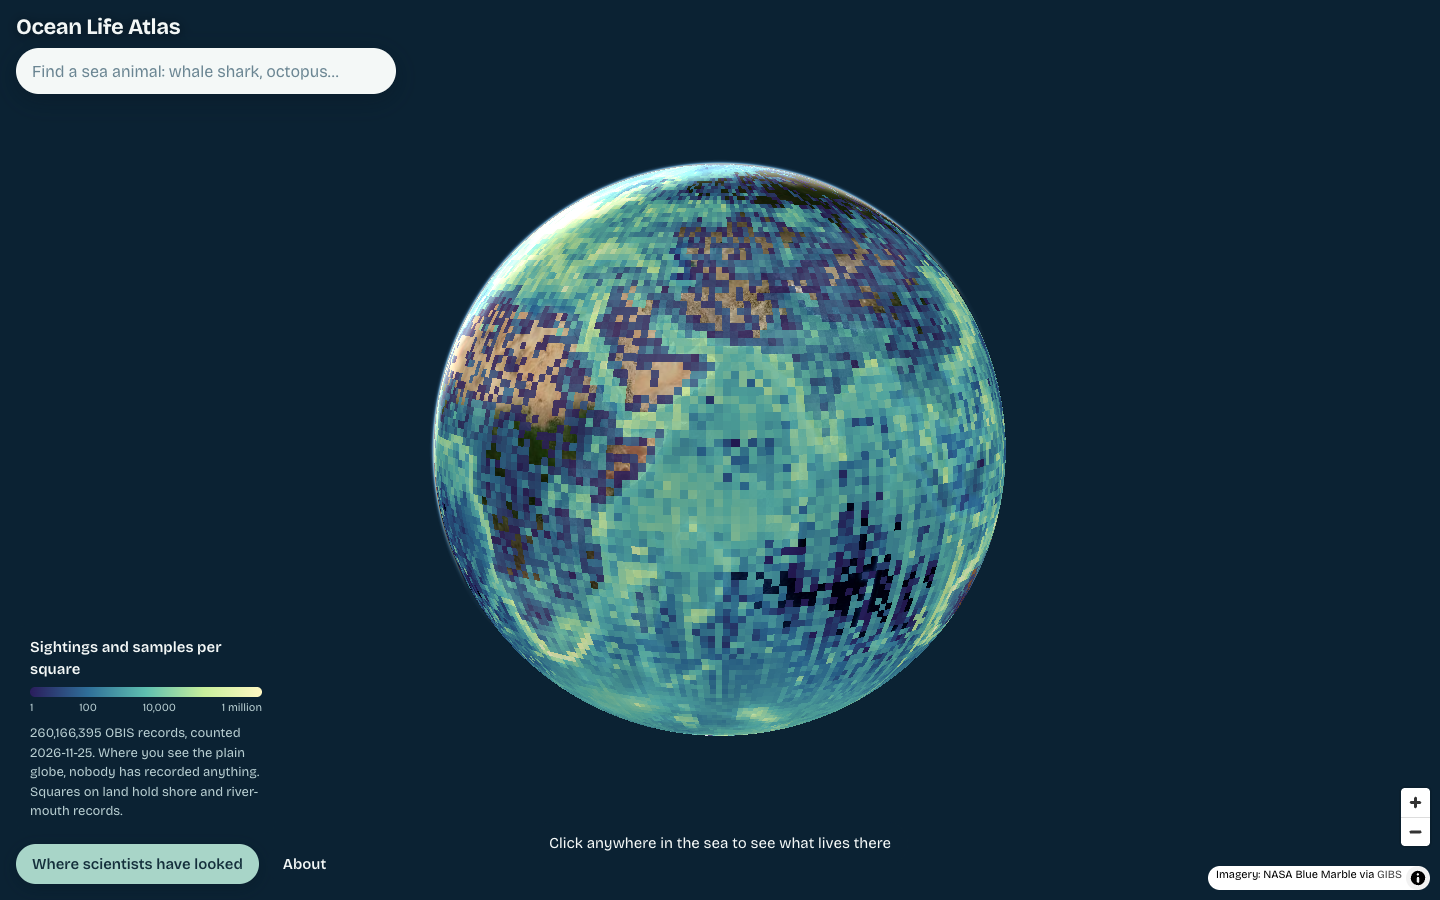 Ocean Life Atlas
Find a sea animal: whale shark, octopus...
Sightings and samples per
square
1 100 10,000 1 million
260,166,395 OBIS records, counted
2026-11-25. Where you see the plain
globe, nobody has recorded anything.
Squares on land hold shore and river-
mouth records.
Click anywhere in the sea to see what lives there
Where scientists have looked About
Imagery: NASA Blue Marble via GIBS